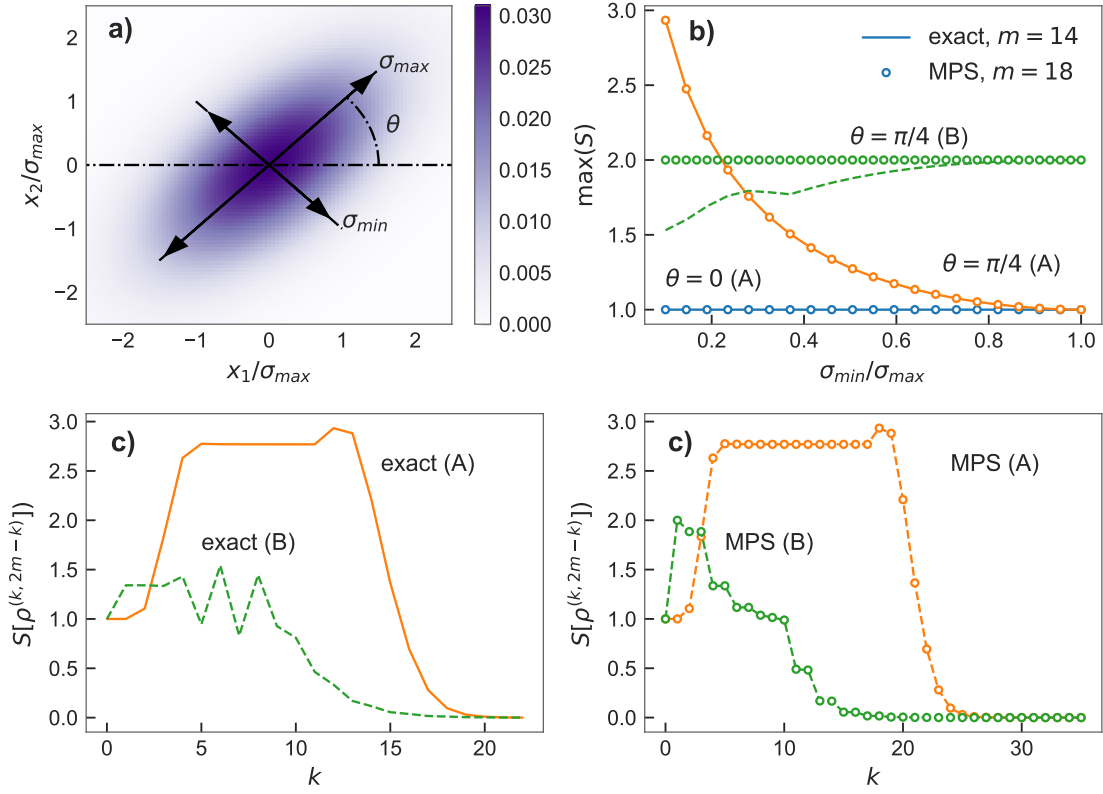 a)
σmax
θ
σmin
2
1
0
−1
−2
x2/σmax
−2
−1
0
1
2
x1/σmax
0.030
0.025
0.020
0.015
0.010
0.005
0.000
b)
exact, m = 14
MPS, m = 18
θ = π/4 (B)
θ = 0 (A)
θ = π/4 (A)
3.0
2.5
2.0
1.5
1.0
max(S)
0.2
0.4
0.6
0.8
1.0
σmin/σmax
c)
exact (A)
exact (B)
3.0
2.5
2.0
1.5
1.0
0.5
0.0
S[ρ(k, 2m−k)])
0
5
10
15
20
k
c)
MPS (A)
MPS (B)
3.0
2.5
2.0
1.5
1.0
0.5
0.0
S[ρ(k, 2m−k)])
0
10
20
30
k